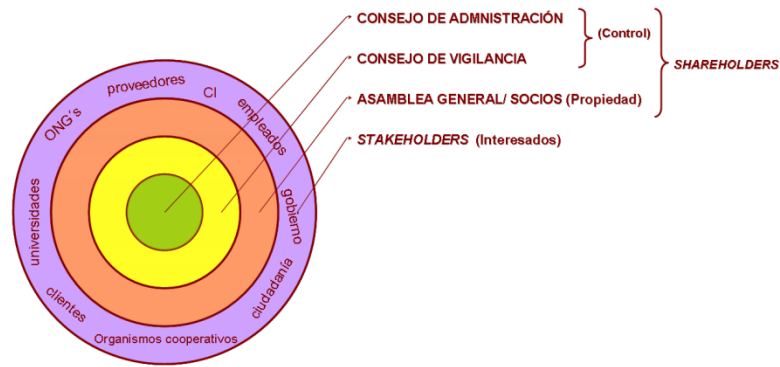 CONSEJO DE ADMNISTRACIÓN
(Control)
CONSEJO DE VIGILANCIA
SHAREHOLDERS
ASAMBLEA GENERAL/ SOCIOS (Propiedad)
STAKEHOLDERS (Interesados)
ONG´s
proveedores
CI
empleados
gobierno
ciudadanía
Organismos cooperativos
clientes
universidades